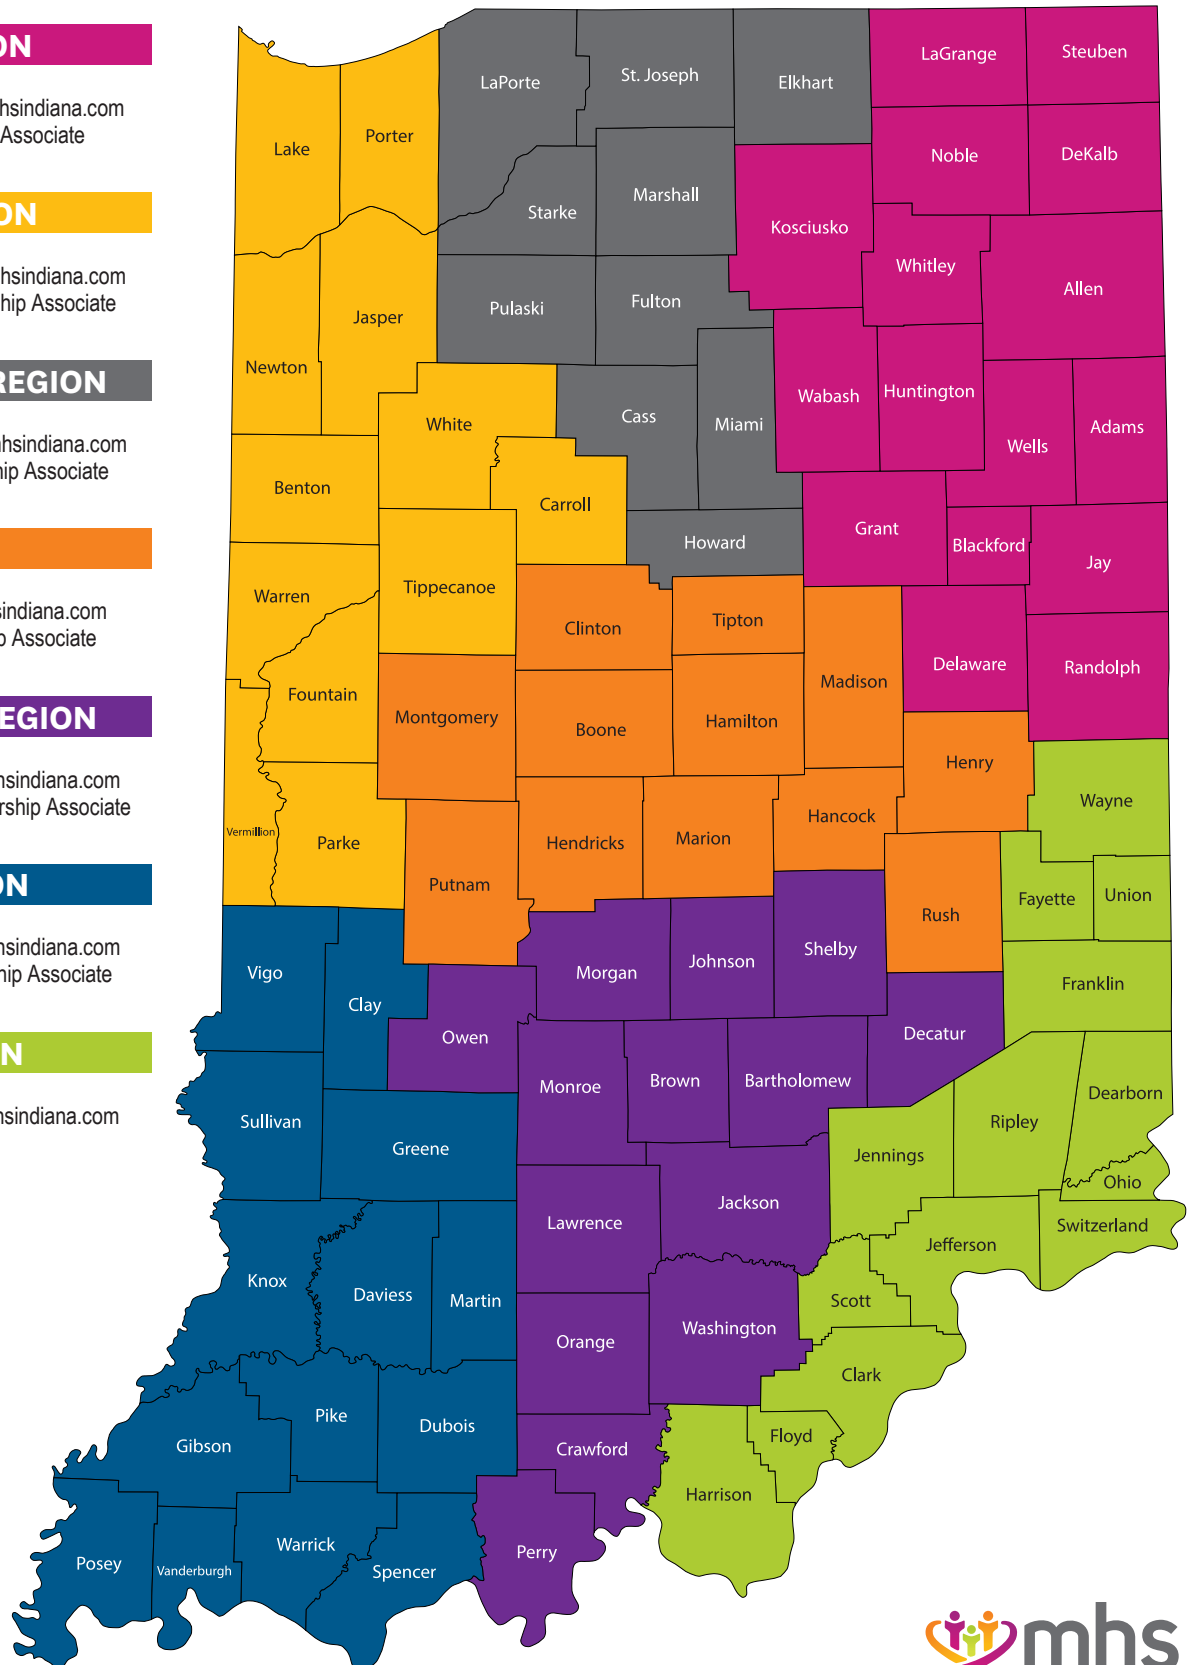 ON
hsindiana.com
Associate
ON
hsindiana.com
hip Associate
REGION
hsindiana.com
hip Associate
sindiana.com
p Associate
EGION
hsindiana.com
rship Associate
ON
hsindiana.com
hip Associate
N
hsindiana.com
LaPorte
St. Joseph
Elkhart
LaGrange
Steuben
Lake
Porter
Starke
Marshall
Kosciusko
Noble
DeKalb
Whitley
Allen
Newton
Jasper
Pulaski
Fulton
White
Cass
Miami
Wabash
Huntington
Wells
Adams
Benton
Carroll
Howard
Grant
Blackford
Jay
Warren
Tippecanoe
Clinton
Tipton
Madison
Delaware
Randolph
Fountain
Montgomery
Boone
Hamilton
Henry
Wayne
Vermillion
Parke
Putnam
Hendricks
Marion
Hancock
Rush
Fayette
Union
Vigo
Clay
Owen
Morgan
Johnson
Shelby
Decatur
Franklin
Sullivan
Greene
Monroe
Brown
Bartholomew
Jennings
Ripley
Dearborn
Ohio
Switzerland
Knox
Daviess
Martin
Lawrence
Jackson
Scott
Jefferson
Orange
Washington
Clark
Gibson
Pike
Dubois
Crawford
Floyd
Harrison
Posey
Vanderburgh
Warrick
Spencer
Perry
mhs